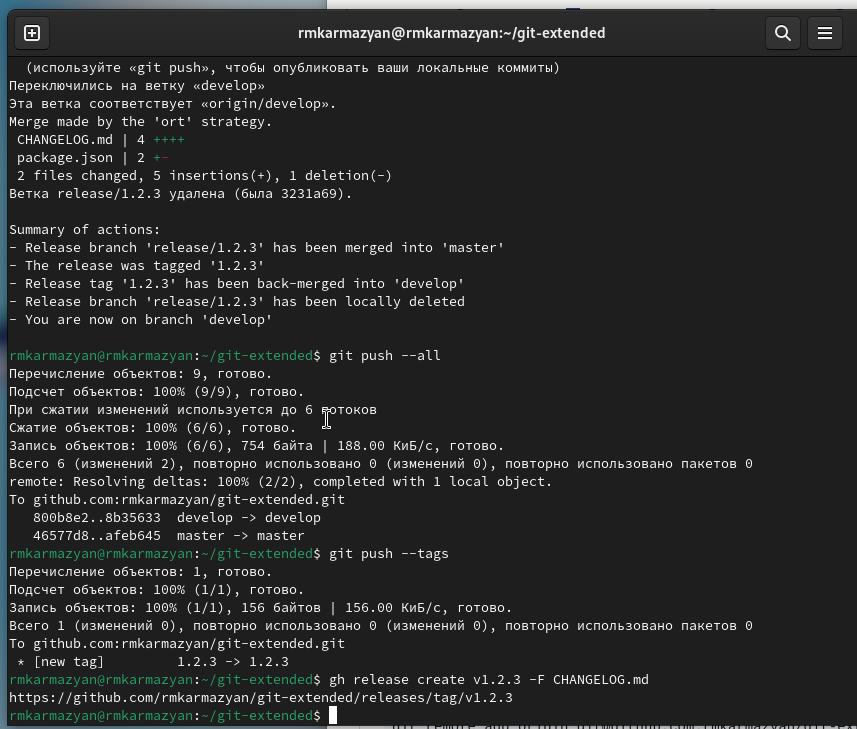 rmkarmazyan@rmkarmazyan:~/git-extended
(используйте «git push», чтобы опубликовать ваши локальные коммиты)
Переключились на ветку «develop»
Эта ветка соответствует «origin/develop».
Merge made by the 'ort' strategy.
CHANGELOG.md | 4 ++++
package.json | 2 +-
2 files changed, 5 insertions(+), 1 deletion(-)
Ветка release/1.2.3 удалена (была 3231a69).
Summary of actions:
- Release branch 'release/1.2.3' has been merged into 'master'
- The release was tagged '1.2.3'
- Release tag '1.2.3' has been back-merged into 'develop'
- Release branch 'release/1.2.3' has been locally deleted
- You are now on branch 'develop'
rmkarmazyan@rmkarmazyan:~/git-extended$ git push --all
Перечисление объектов: 9, готово.
Подсчет объектов: 100% (9/9), готово.
При сжатии изменений используется до 6 потоков
Сжатие объектов: 100% (6/6), готово.
Запись объектов: 100% (6/6), 754 байта | 188.00 КиБ/с, готово.
Всего 6 (изменений 2), повторно использовано 0 (изменений 0), повторно использовано пакетов 0
remote: Resolving deltas: 100% (2/2), completed with 1 local object.
To github.com:rmkarmazyan/git-extended.git
800b8e2..8b35633  develop -> develop
46577d8..afeb645  master -> master
rmkarmazyan@rmkarmazyan:~/git-extended$ git push --tags
Перечисление объектов: 1, готово.
Подсчет объектов: 100% (1/1), готово.
Запись объектов: 100% (1/1), 156 байтов | 156.00 КиБ/с, готово.
Всего 1 (изменений 0), повторно использовано 0 (изменений 0), повторно использовано пакетов 0
To github.com:rmkarmazyan/git-extended.git
* [new tag]         1.2.3 -> 1.2.3
rmkarmazyan@rmkarmazyan:~/git-extended$ gh release create v1.2.3 -F CHANGELOG.md
https://github.com/rmkarmazyan/git-extended/releases/tag/v1.2.3
rmkarmazyan@rmkarmazyan:~/git-extended$